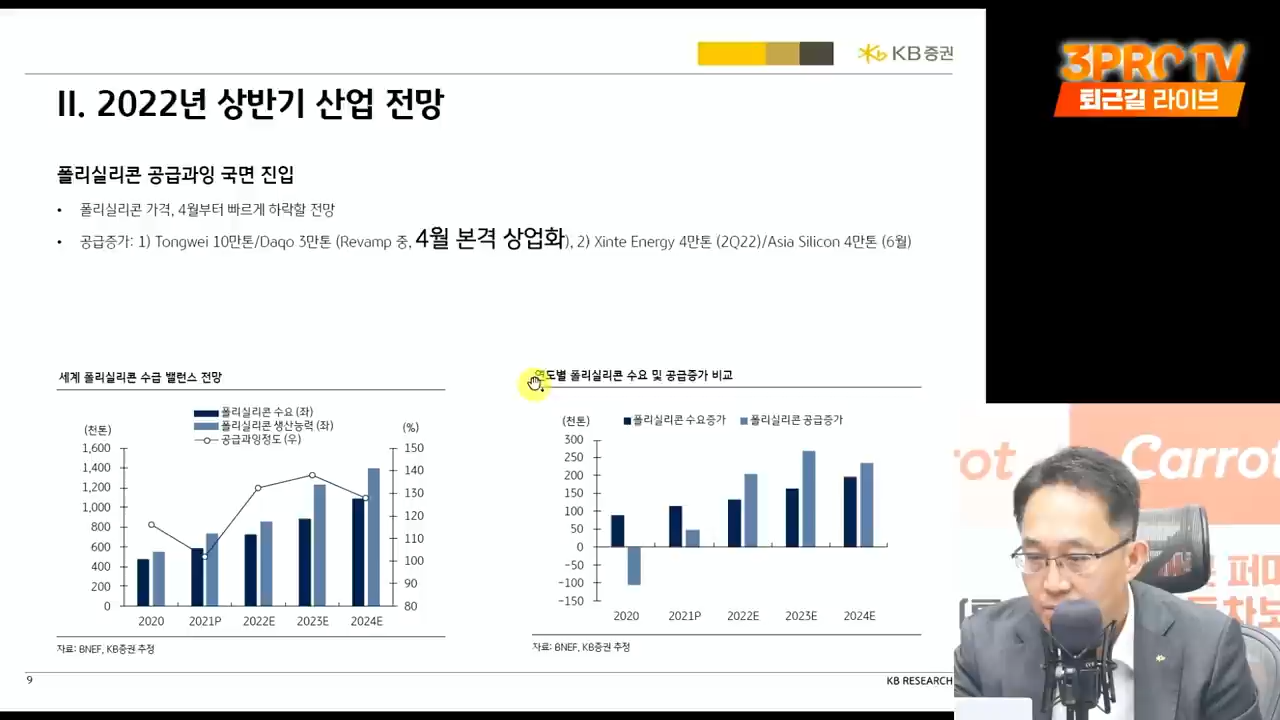 KB증권
3PRO TV
퇴근길 라이브
II. 2022년 상반기 산업 전망
폴리실리콘 공급과잉 국면 진입
• 폴리실리콘 가격, 4월부터 빠르게 하락할 전망
• 공급증가: 1) Tongwei 10만톤/Daqo 3만톤 (Revamp 중, 4월 본격 상업화), 2) Xinte Energy 4만톤 (2Q22)/Asia Silicon 4만톤 (6월)
세계 폴리실리콘 수급 밸런스 전망
폴리실리콘 수요 (좌)
폴리실리콘 생산능력 (좌)
공급과잉정도 (우)
(천톤)
(%)
1,600
1,400
1,200
1,000
800
600
400
200
0
150
140
130
120
110
100
90
80
2020 2021P 2022E 2023E 2024E
자료: BNEF, KB증권 추정
연도별 폴리실리콘 수요 및 공급증가 비교
(천톤)
폴리실리콘 수요증가 폴리실리콘 공급증가
300
250
200
150
100
50
0
−50
−100
−150
2020 2021P 2022E 2023E 2024E
자료: BNEF, KB증권 추정
9
KB RESEARCH
rot
Carrot